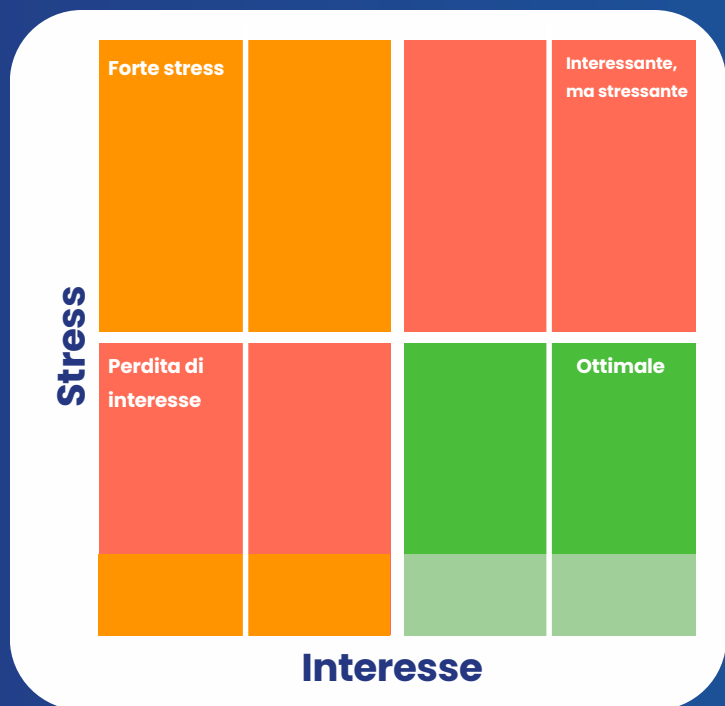 Forte stress
Interessante,
ma stressante
Stress
Perdita di
interesse
Ottimale
Interesse